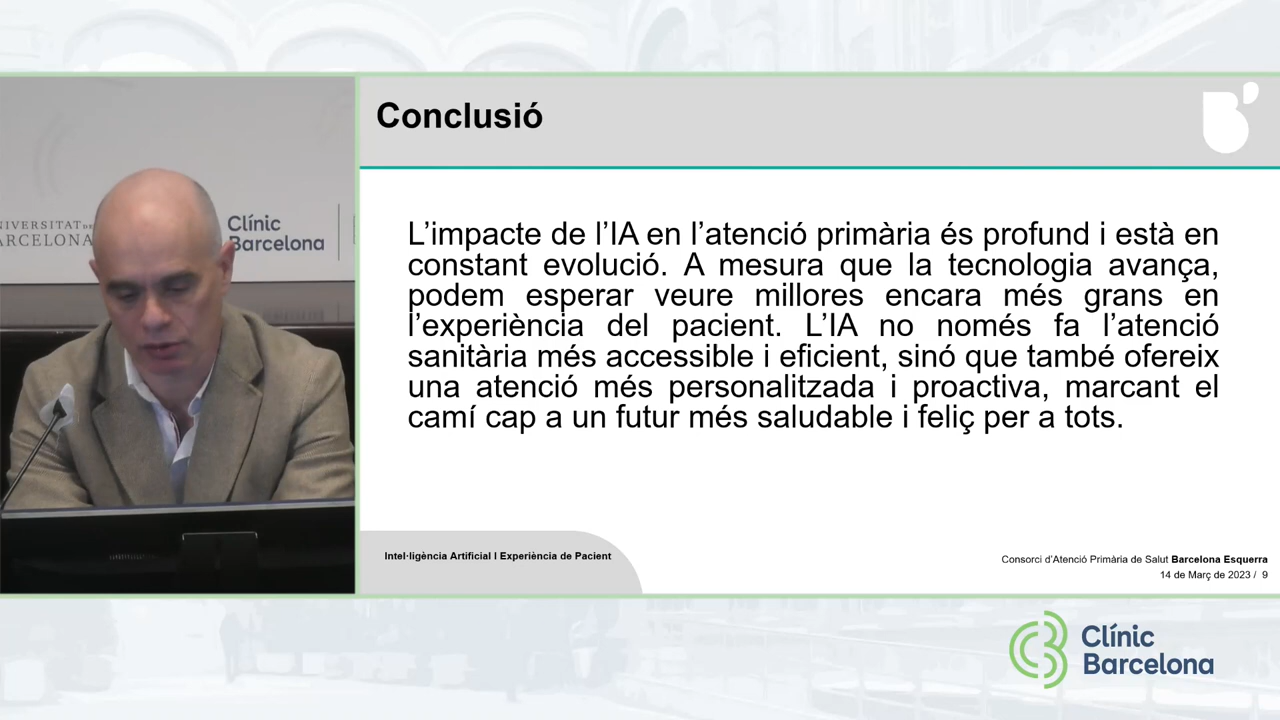 Conclusió
L’impacte de l’IA en l’atenció primària és profund i està en
constant evolució. A mesura que la tecnologia avança,
podem esperar veure millores encara més grans en
l’experiència del pacient. L’IA no només fa l’atenció
sanitària més accessible i eficient, sinó que també ofereix
una atenció més personalitzada i proactiva, marcant el
camí cap a un futur més saludable i feliç per a tots.
Intel·ligència Artificial I Experiència de Pacient
Consorci d’Atenció Primària de Salut Barcelona Esquerra
14 de Març de 2023 / 9
Clínic
Barcelona
Clínic
Barcelona